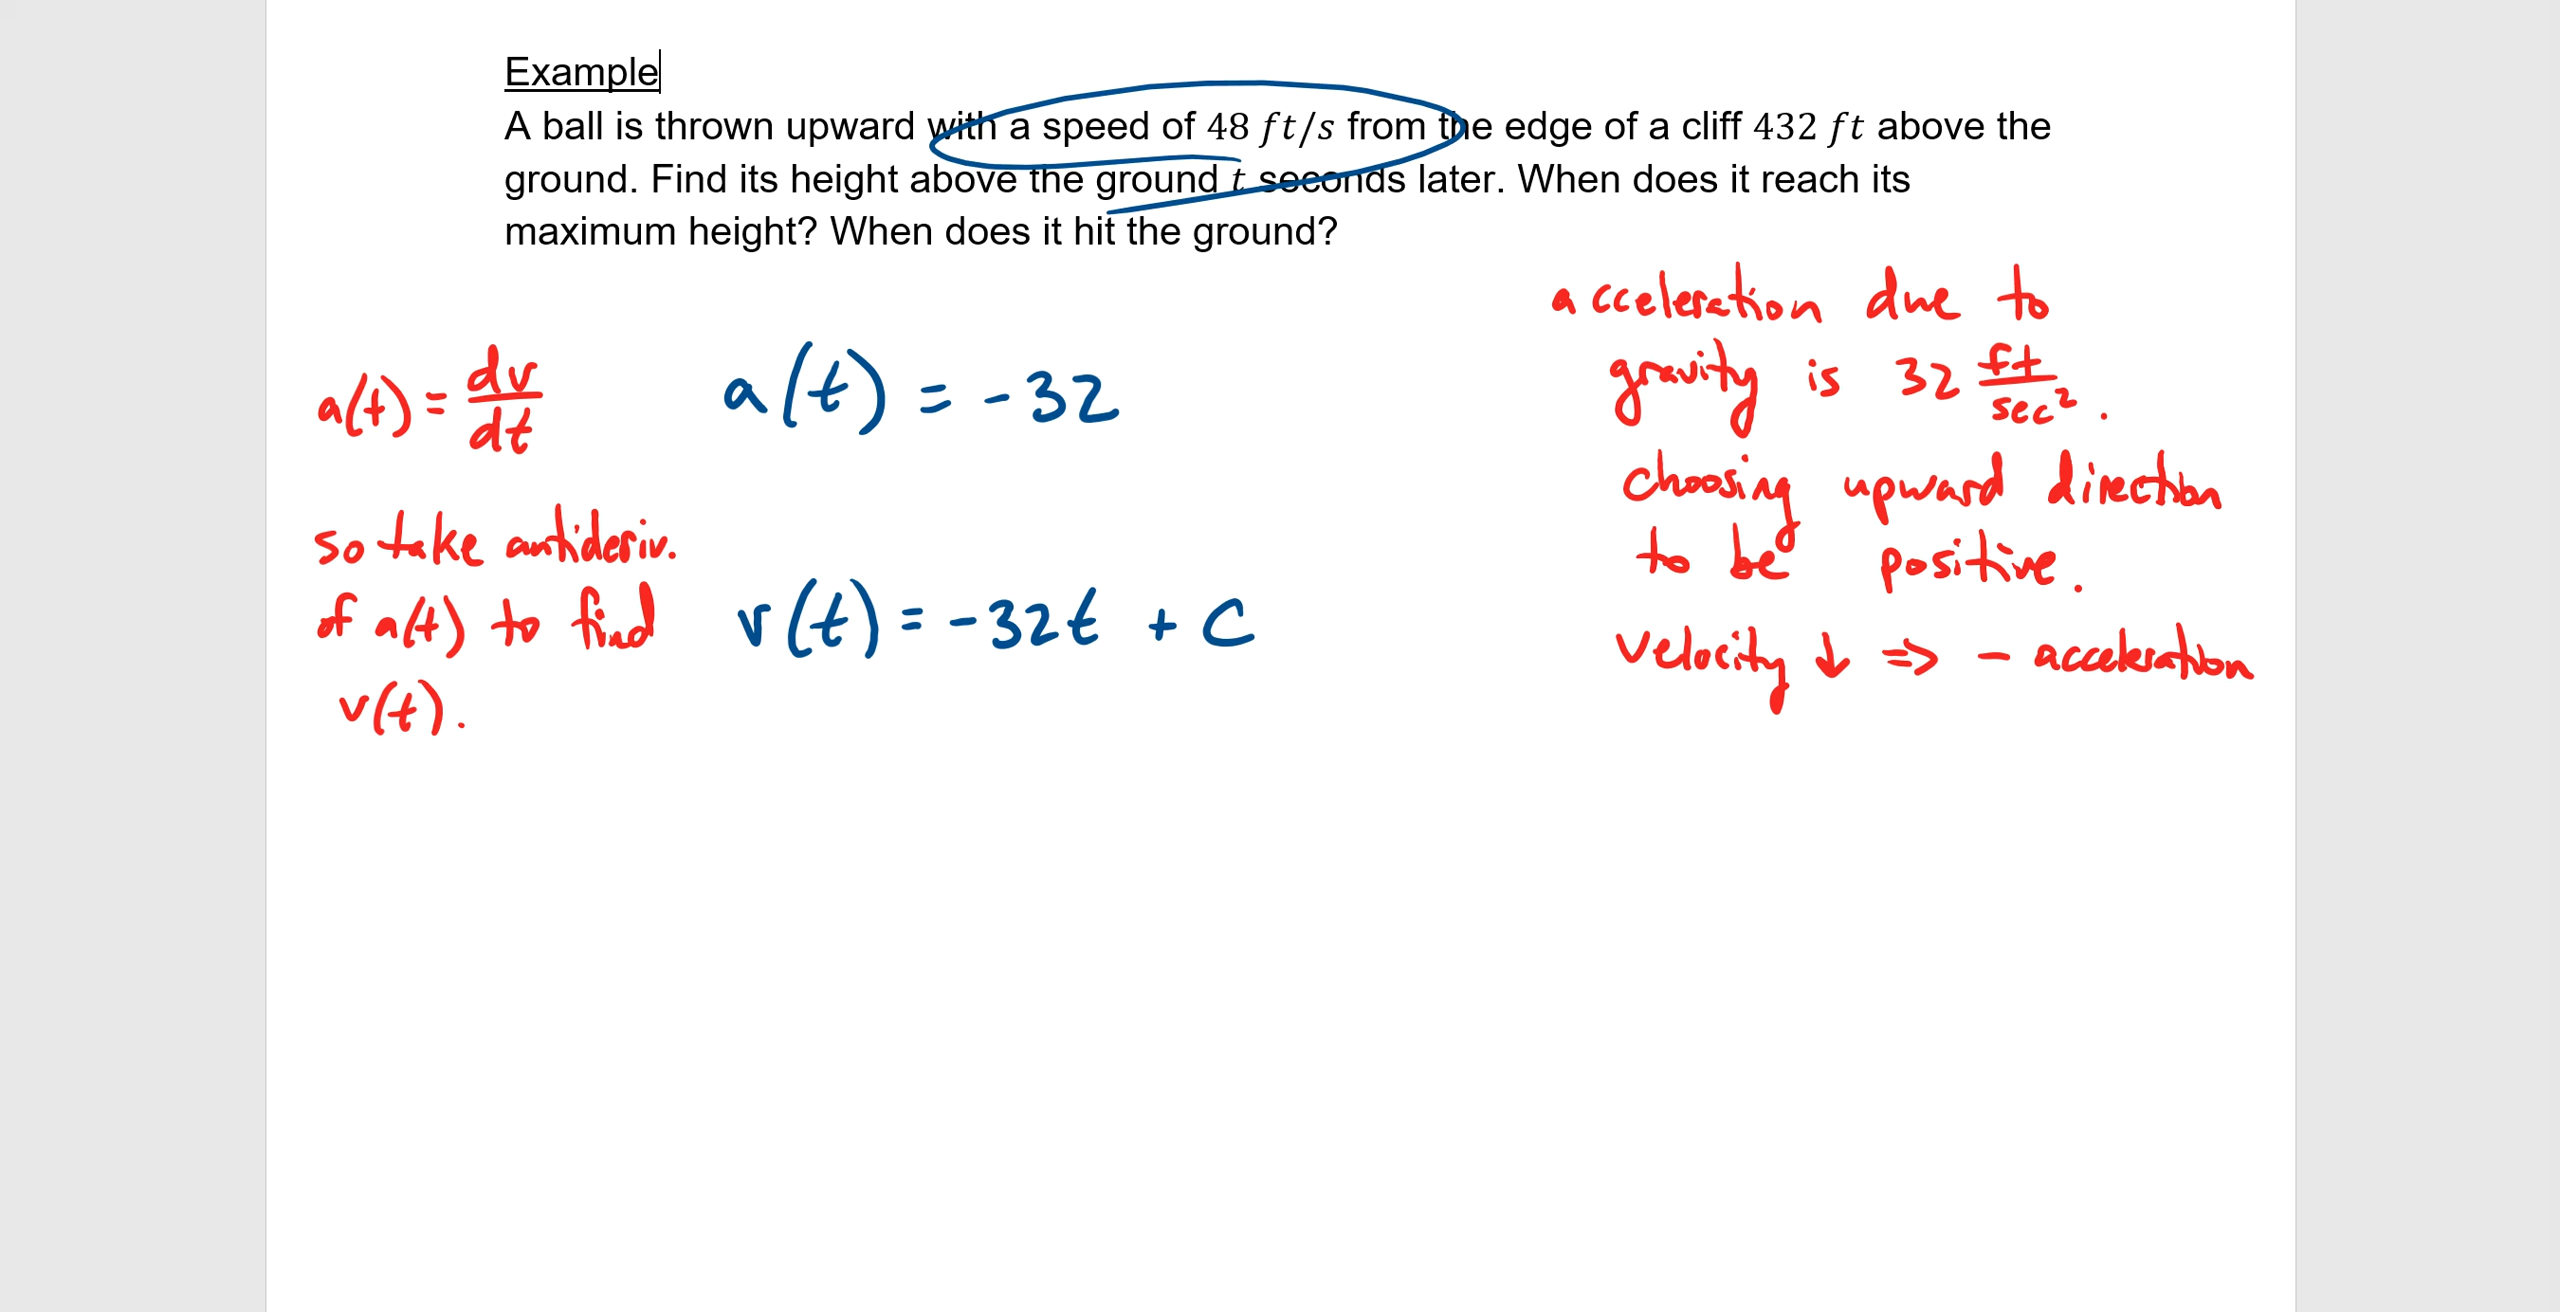 Example
A ball is thrown upward with a speed of 48 ft/s from the edge of a cliff 432 ft above the
ground. Find its height above the ground t seconds later. When does it reach its
maximum height? When does it hit the ground?
a(t) = dv/dt
so take antideriv.
of a(t) to find
v(t).
a(t) = -32
v(t) = -32t + C
acceleration due to
gravity is 32 ft/sec².
choosing upward direction
to be positive.
velocity ↓ => - acceleration